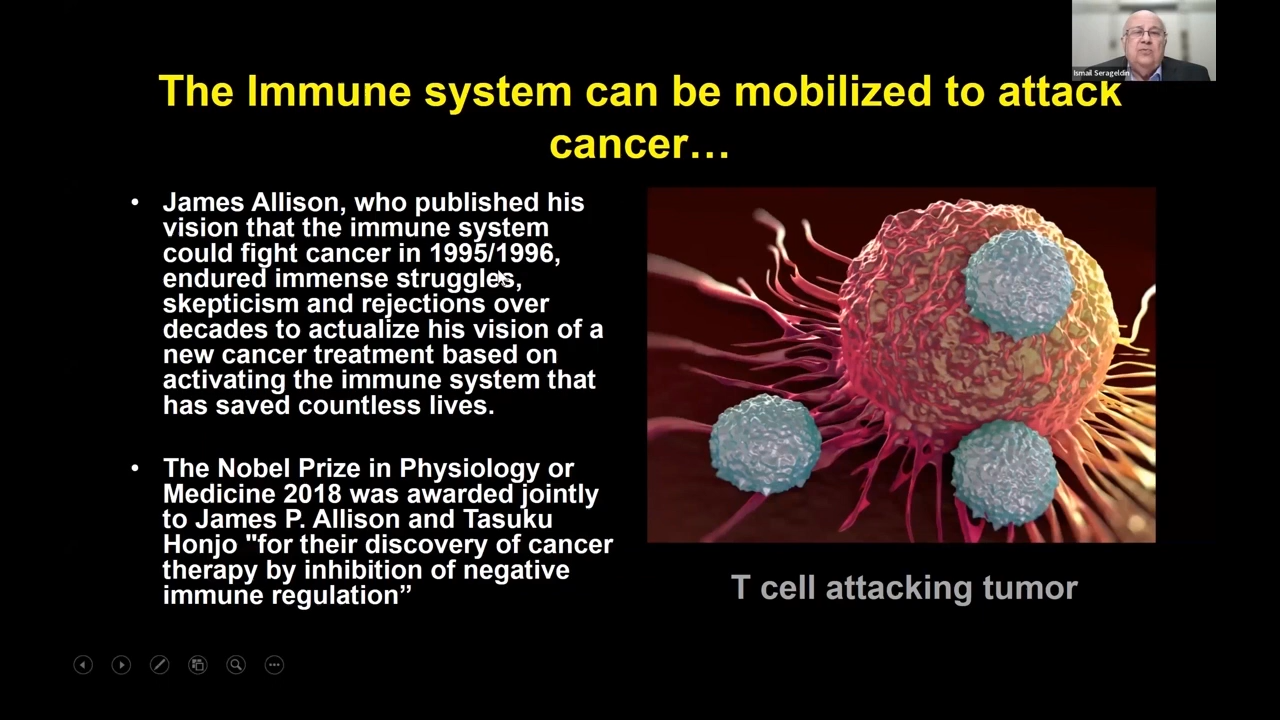 Ismail Serageldin
The Immune system can be mobilized to attack
cancer…
• James Allison, who published his
vision that the immune system
could fight cancer in 1995/1996,
endured immense struggles,
skepticism and rejections over
decades to actualize his vision of a
new cancer treatment based on
activating the immune system that
has saved countless lives.
• The Nobel Prize in Physiology or
Medicine 2018 was awarded jointly
to James P. Allison and Tasuku
Honjo "for their discovery of cancer
therapy by inhibition of negative
immune regulation”
T cell attacking tumor